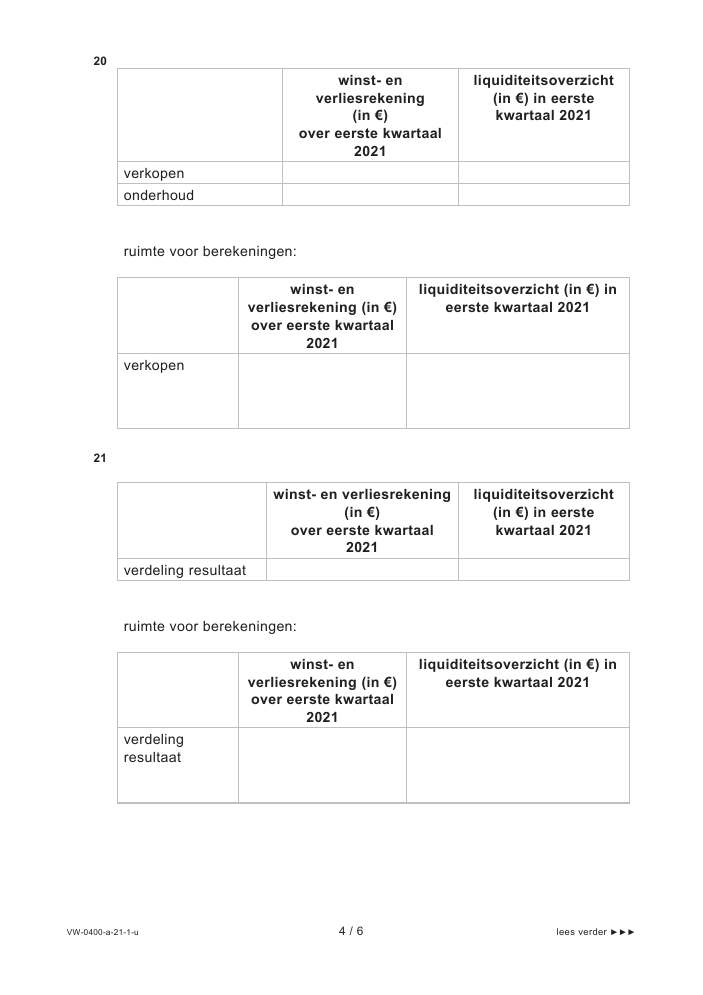 20
winst- en
verliesrekening
(in €)
over eerste kwartaal
2021
liquiditeitsoverzicht
(in €) in eerste
kwartaal 2021
verkopen
onderhoud
ruimte voor berekeningen:
winst- en
verliesrekening (in €)
over eerste kwartaal
2021
liquiditeitsoverzicht (in €) in
eerste kwartaal 2021
verkopen
21
winst- en verliesrekening
(in €)
over eerste kwartaal
2021
liquiditeitsoverzicht
(in €) in eerste
kwartaal 2021
verdeling resultaat
ruimte voor berekeningen:
winst- en
verliesrekening (in €)
over eerste kwartaal
2021
liquiditeitsoverzicht (in €) in
eerste kwartaal 2021
verdeling
resultaat
VW-0400-a-21-1-u
4 / 6
lees verder ►►►